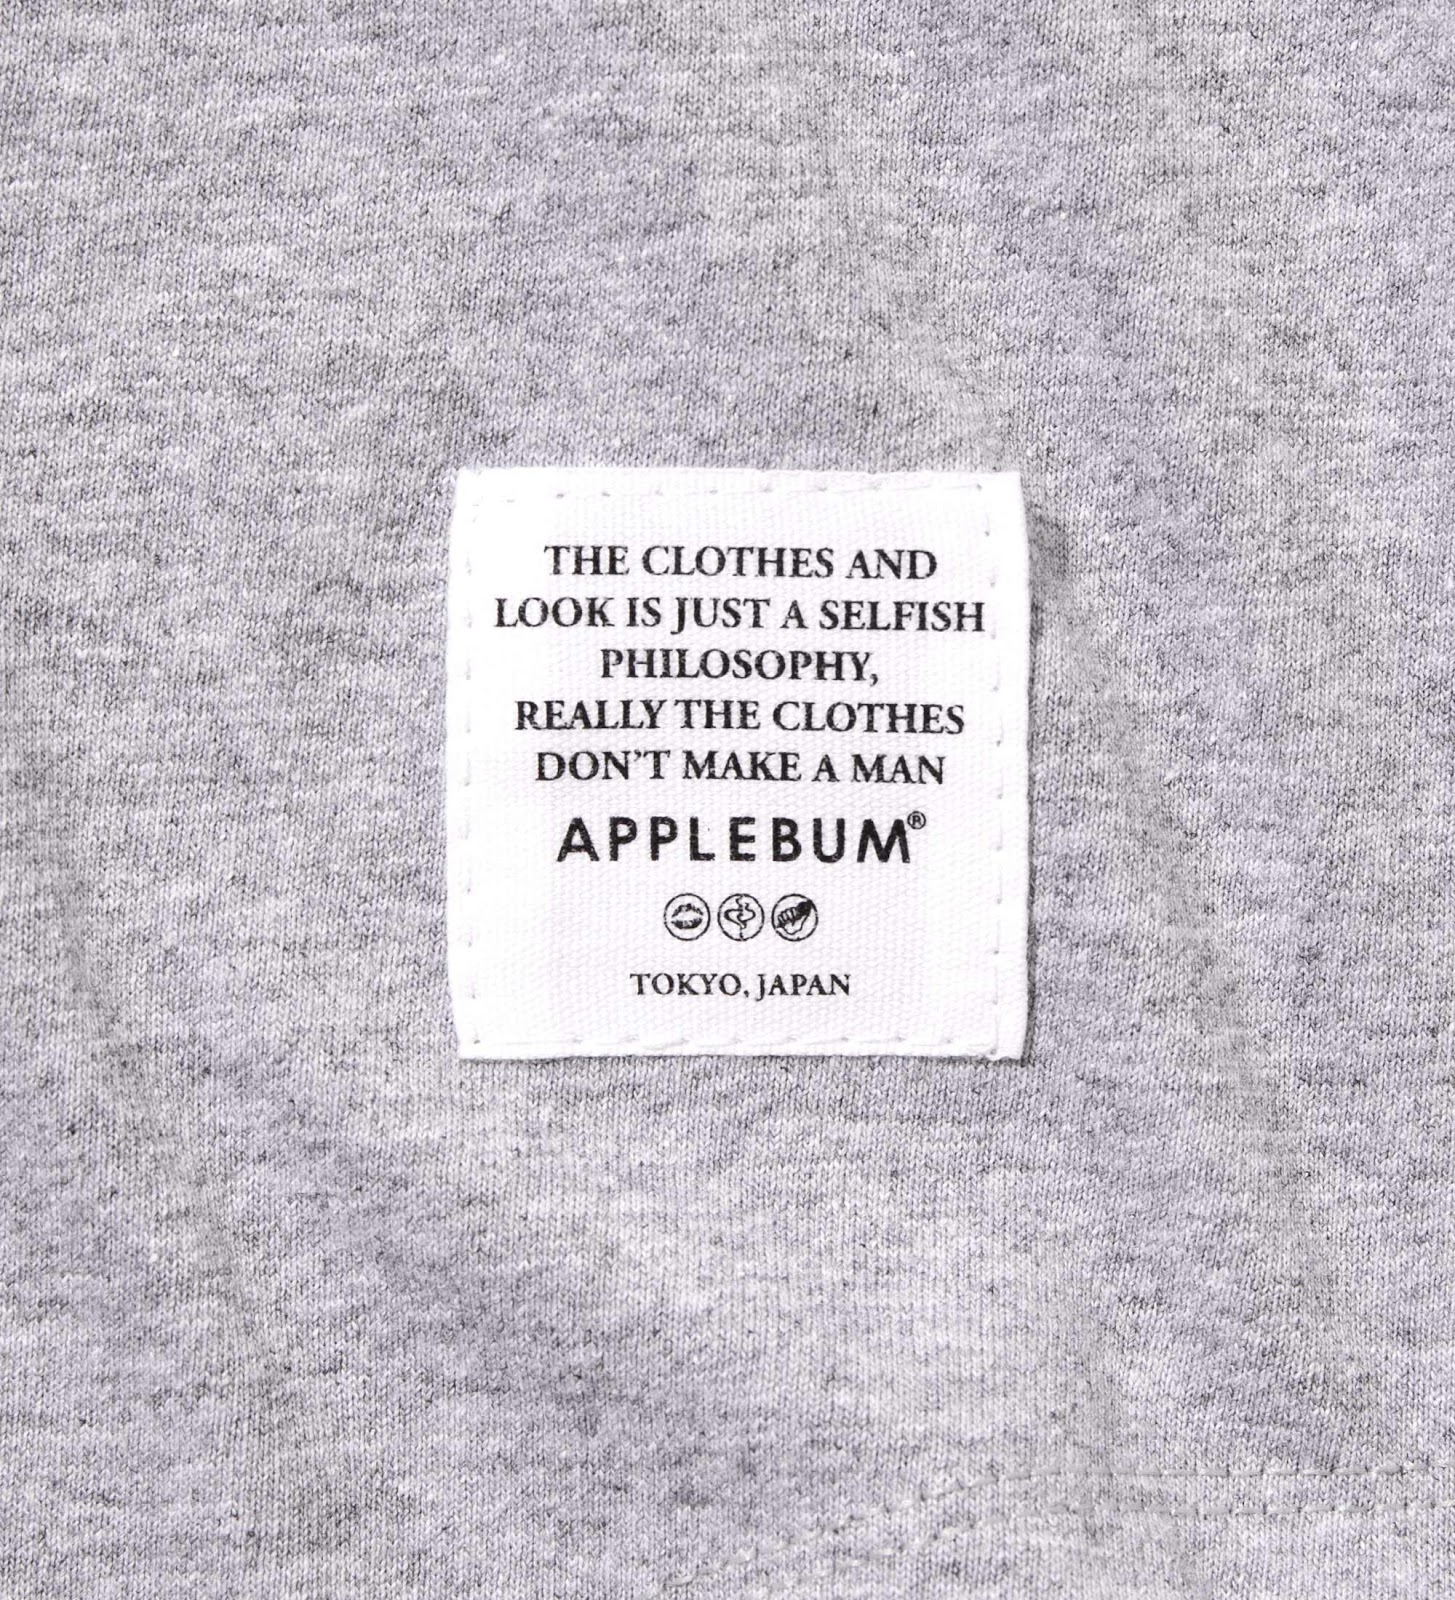 THE CLOTHES AND
LOOK IS JUST A SELFISH
PHILOSOPHY,
REALLY THE CLOTHES
DON'T MAKE A MAN
APPLEBUM®
TOKYO, JAPAN